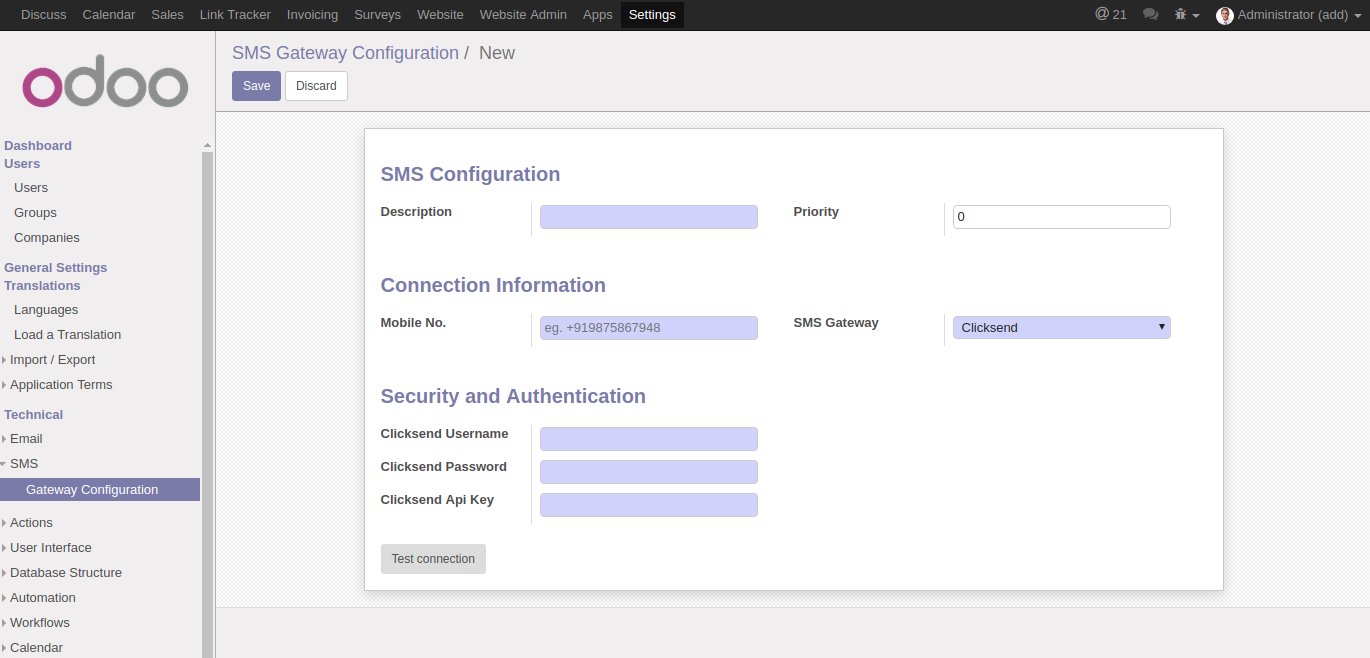 Discuss Calendar Sales Link Tracker Invoicing Surveys Website Website Admin Apps Settings @ 21 Administrator (add)
odoo
SMS Gateway Configuration / New
Save Discard
Dashboard
Users
Users
Groups
Companies
General Settings
Translations
Languages
Load a Translation
Import / Export
Application Terms
Technical
Email
SMS
Gateway Configuration
Actions
User Interface
Database Structure
Automation
Workflows
Calendar
SMS Configuration
Description Priority 0
Connection Information
Mobile No. eg. +919875867948 SMS Gateway Clicksend
Security and Authentication
Clicksend Username
Clicksend Password
Clicksend Api Key
Test connection